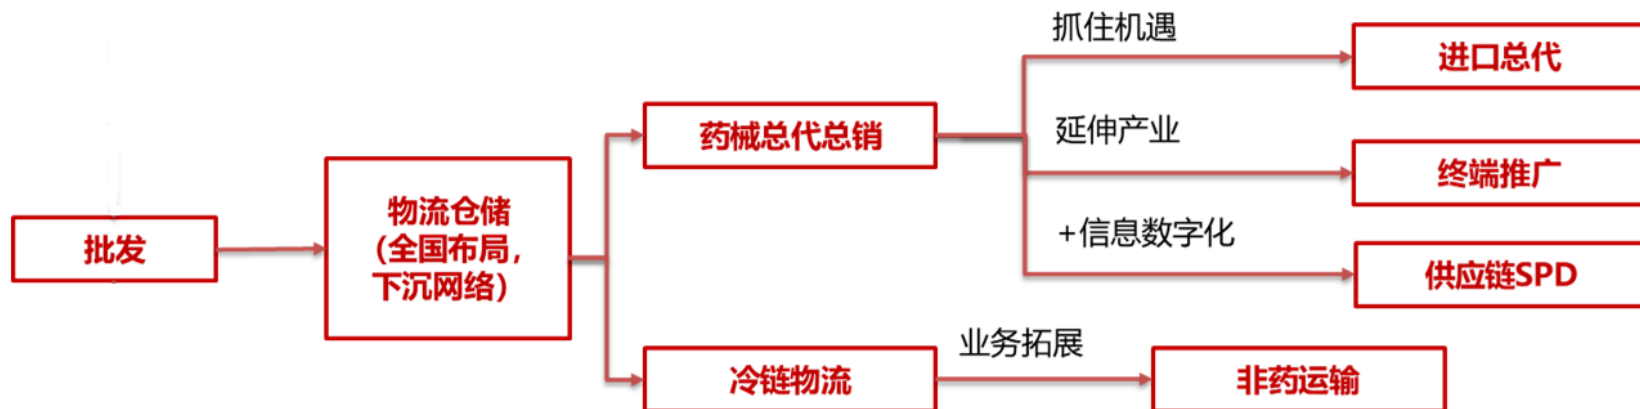 批发
物流仓储
（全国布局，
下沉网络）
药械总代总销
抓住机遇
进口总代
延伸产业
终端推广
+信息数字化
供应链SPD
冷链物流
业务拓展
非药运输